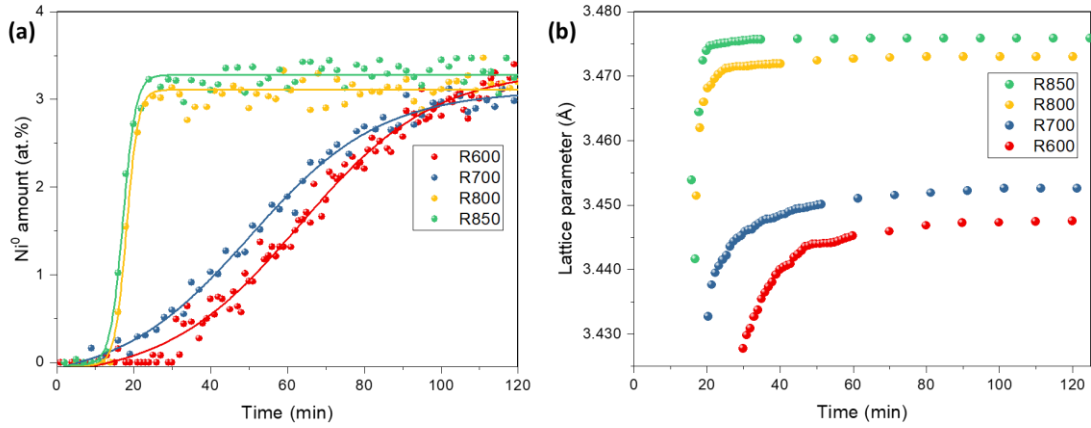 (a)
4
3
2
1
0
Ni⁰ amount (at.%)
R600
R700
R800
R850
0 20 40 60 80 100 120
Time (min)
(b)
3.480
3.470
3.460
3.450
3.440
3.430
Lattice parameter (Å)
R850
R800
R700
R600
0 20 40 60 80 100 120
Time (min)